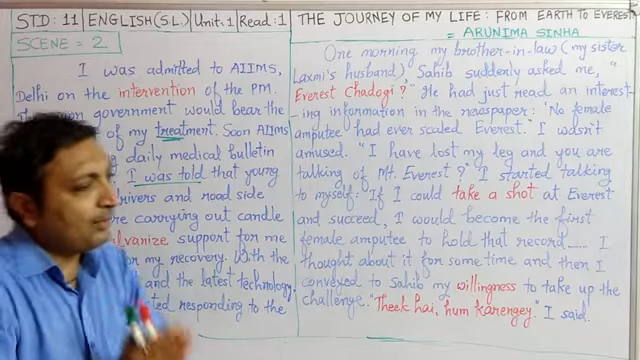 STD: 11 ENGLISH (S.L.) Unit: 1 Read: 1
THE JOURNEY OF MY LIFE: FROM EARTH TO EVEREST
= ARUNIMA SINHA
SCENE = 2
I was admitted to AIIMS,
Delhi on the intervention of the PM.
government would bear the
of my treatment. Soon AIIMS
daily medical bulletin
I was told that young
drivers and road side
carrying out candle
galvanize support for me
my recovery. With the
and the latest technology,
responding to the
One morning my brother-in-law (my sister
Laxmi's husband), Sahib suddenly asked me, "
Everest Chadogi?" He had just read an interest-
-ing information in the newspaper: 'No female
amputee had ever scaled Everest.' I wasn't
amused. "I have lost my leg and you are
talking of Mt. Everest?" I started talking
to myself. If I could take a shot at Everest
and succeed, I would become the first
female amputee to hold that record...... I
thought about it for some time and then I
conveyed to Sahib my willingness to take up the
challenge. "Theek hai, hum karengey." I said.